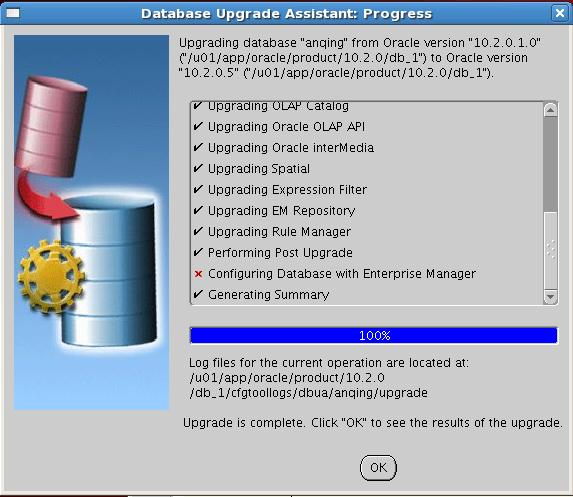 Database Upgrade Assistant: Progress
Upgrading database "anqing" from Oracle version "10.2.0.1.0"
("/u01/app/oracle/product/10.2.0/db_1") to Oracle version
"10.2.0.5" ("/u01/app/oracle/product/10.2.0/db_1").
Upgrading OLAP Catalog
Upgrading Oracle OLAP API
Upgrading Oracle interMedia
Upgrading Spatial
Upgrading Expression Filter
Upgrading EM Repository
Upgrading Rule Manager
Performing Post Upgrade
Configuring Database with Enterprise Manager
Generating Summary
100%
Log files for the current operation are located at:
/u01/app/oracle/product/10.2.0
/db_1/cfgtoollogs/dbua/anqing/upgrade
Upgrade is complete. Click "OK" to see the results of the upgrade.
OK